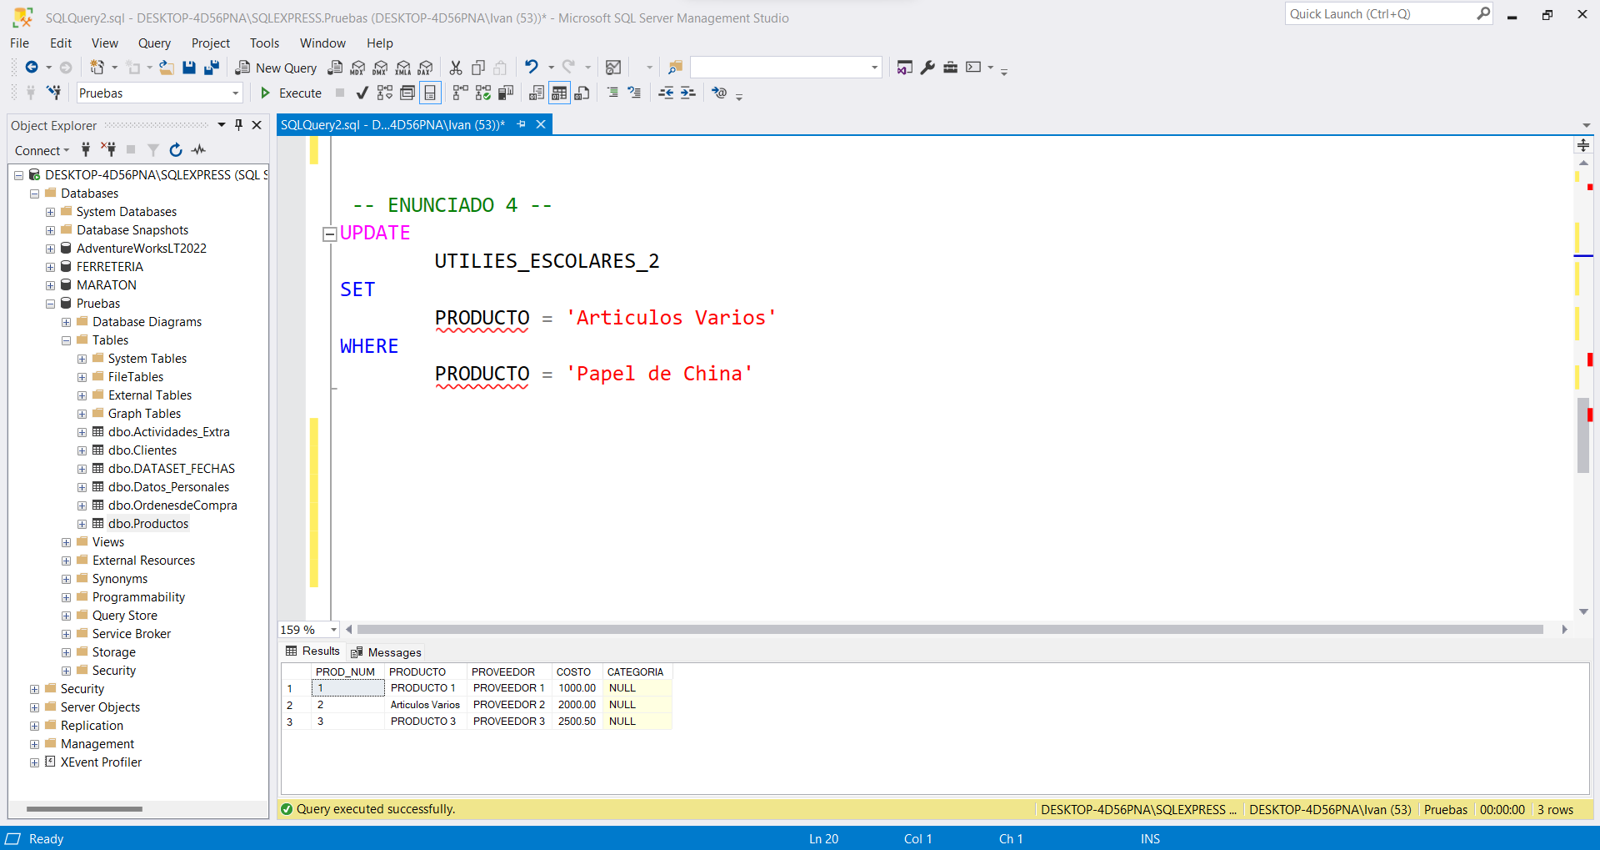 SQLQuery2.sql - DESKTOP-4D56PNA\SQLEXPRESS.Pruebas (DESKTOP-4D56PNA\Ivan (53))* - Microsoft SQL Server Management Studio
Quick Launch (Ctrl+Q)
File Edit View Query Project Tools Window Help
New Query
MDX DMX XMLA DAX
Pruebas
Execute
Object Explorer
SQLQuery2.sql - D...4D56PNA\Ivan (53))*
Connect
DESKTOP-4D56PNA\SQLEXPRESS (SQL S
Databases
System Databases
Database Snapshots
AdventureWorksLT2022
FERRETERIA
MARATON
Pruebas
Database Diagrams
Tables
System Tables
FileTables
External Tables
Graph Tables
dbo.Actividades_Extra
dbo.Clientes
dbo.DATASET_FECHAS
dbo.Datos_Personales
dbo.OrdenesdeCompra
dbo.Productos
Views
External Resources
Synonyms
Programmability
Query Store
Service Broker
Storage
Security
Security
Server Objects
Replication
Management
XEvent Profiler
-- ENUNCIADO 4 --
UPDATE
UTILIES_ESCOLARES_2
SET
PRODUCTO = 'Articulos Varios'
WHERE
PRODUCTO = 'Papel de China'
159 %
Results Messages
PROD_NUM PRODUCTO PROVEEDOR COSTO CATEGORIA
1 1 PRODUCTO 1 PROVEEDOR 1 1000.00 NULL
2 2 Articulos Varios PROVEEDOR 2 2000.00 NULL
3 3 PRODUCTO 3 PROVEEDOR 3 2500.50 NULL
Query executed successfully.
DESKTOP-4D56PNA\SQLEXPRESS ... DESKTOP-4D56PNA\Ivan (53) Pruebas 00:00:00 3 rows
Ready Ln 20 Col 1 Ch 1 INS